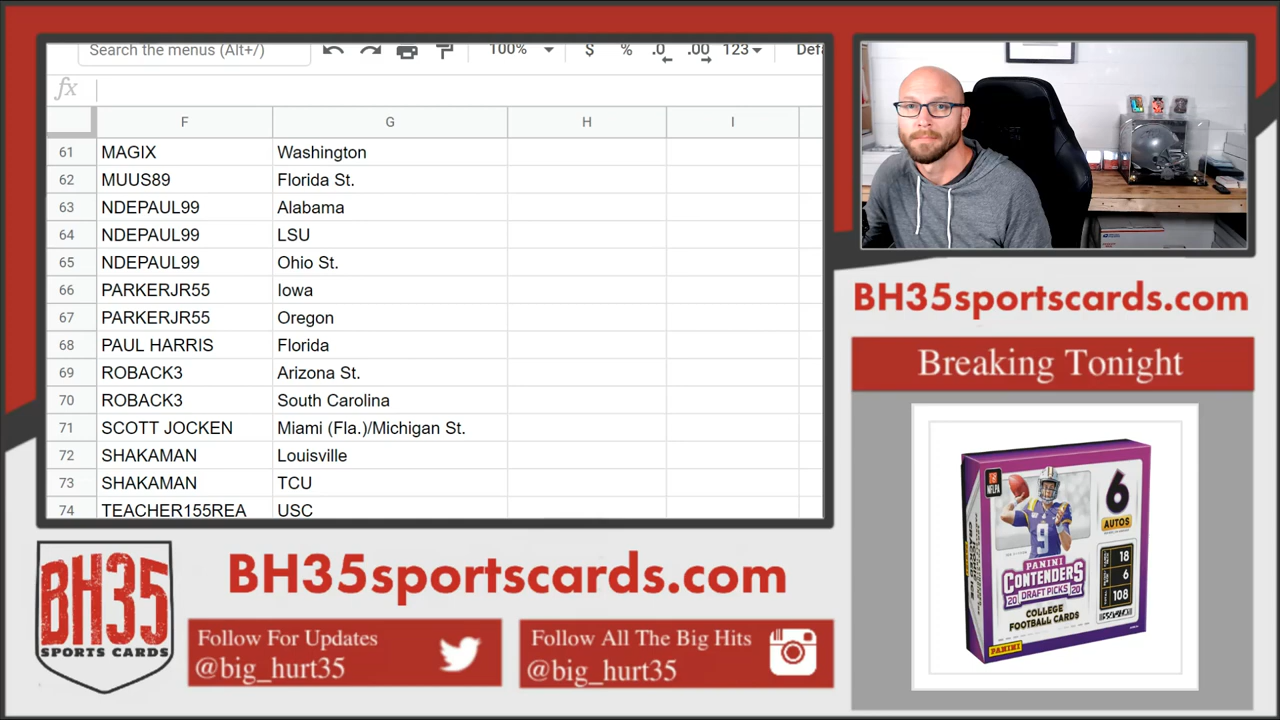 Search the menus (Alt+/)
100%
$ % .0 .00 123
fx
F G H I
61 MAGIX Washington
62 MUUS89 Florida St.
63 NDEPAUL99 Alabama
64 NDEPAUL99 LSU
65 NDEPAUL99 Ohio St.
66 PARKERJR55 Iowa
67 PARKERJR55 Oregon
68 PAUL HARRIS Florida
69 ROBACK3 Arizona St.
70 ROBACK3 South Carolina
71 SCOTT JOCKEN Miami (Fla.)/Michigan St.
72 SHAKAMAN Louisville
73 SHAKAMAN TCU
74 TEACHER155REA USC
BH35sportscards.com
Breaking Tonight
NFLPA
6
AUTOS
9
PANINI
CONTENDERS
20 DRAFT PICKS 20
COLLEGE
FOOTBALL CARDS
18
6
108
PANINI
BH35
SPORTS CARDS
BH35sportscards.com
Follow For Updates
@big_hurt35
Follow All The Big Hits
@big_hurt35